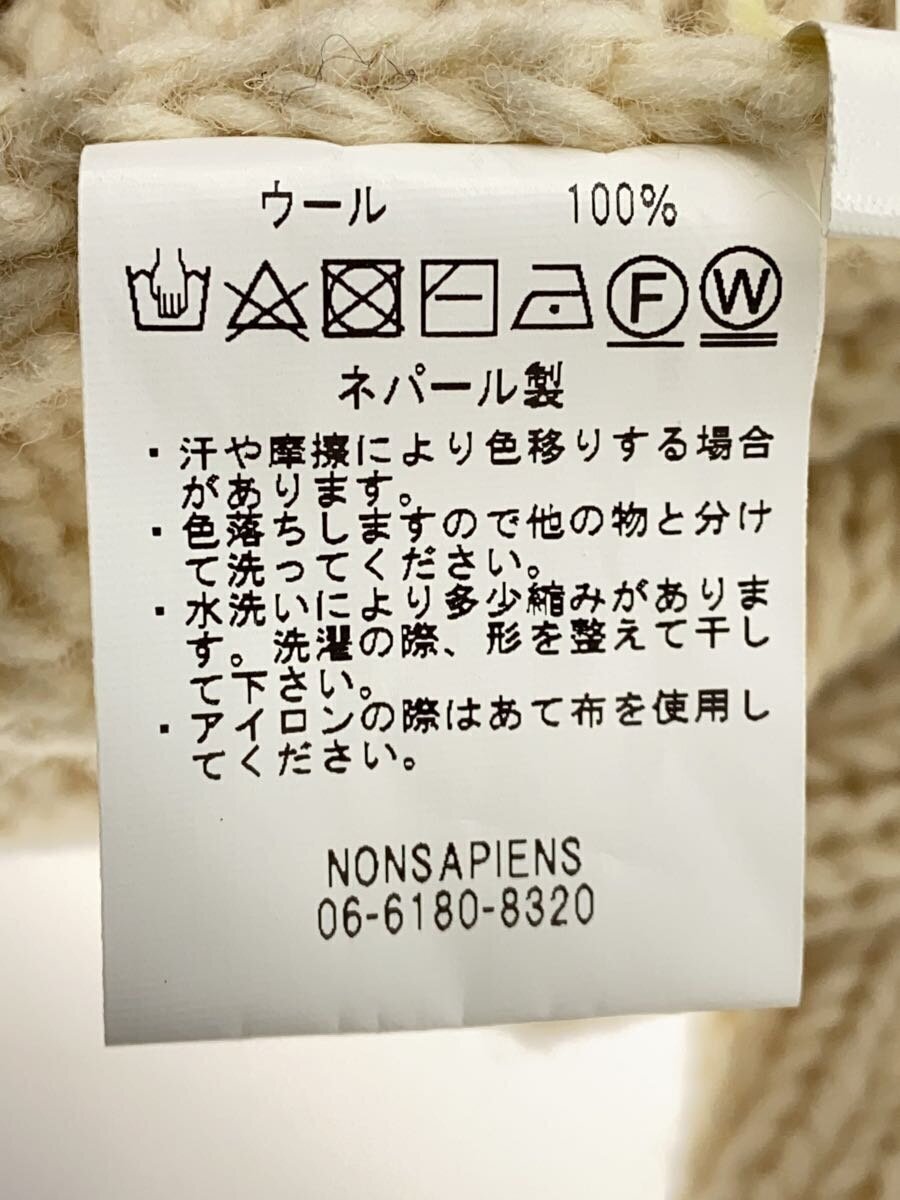 ウール 100%
F W
ネパール製
・汗や摩擦により色移りする場合
があります。
・色落ちしますので他の物と分け
て洗ってください。
・水洗いにより多少縮みがありま
す。洗濯の際、形を整えて干し
て下さい。
・アイロンの際はあて布を使用し
てください。
NONSAPIENS
06-6180-8320